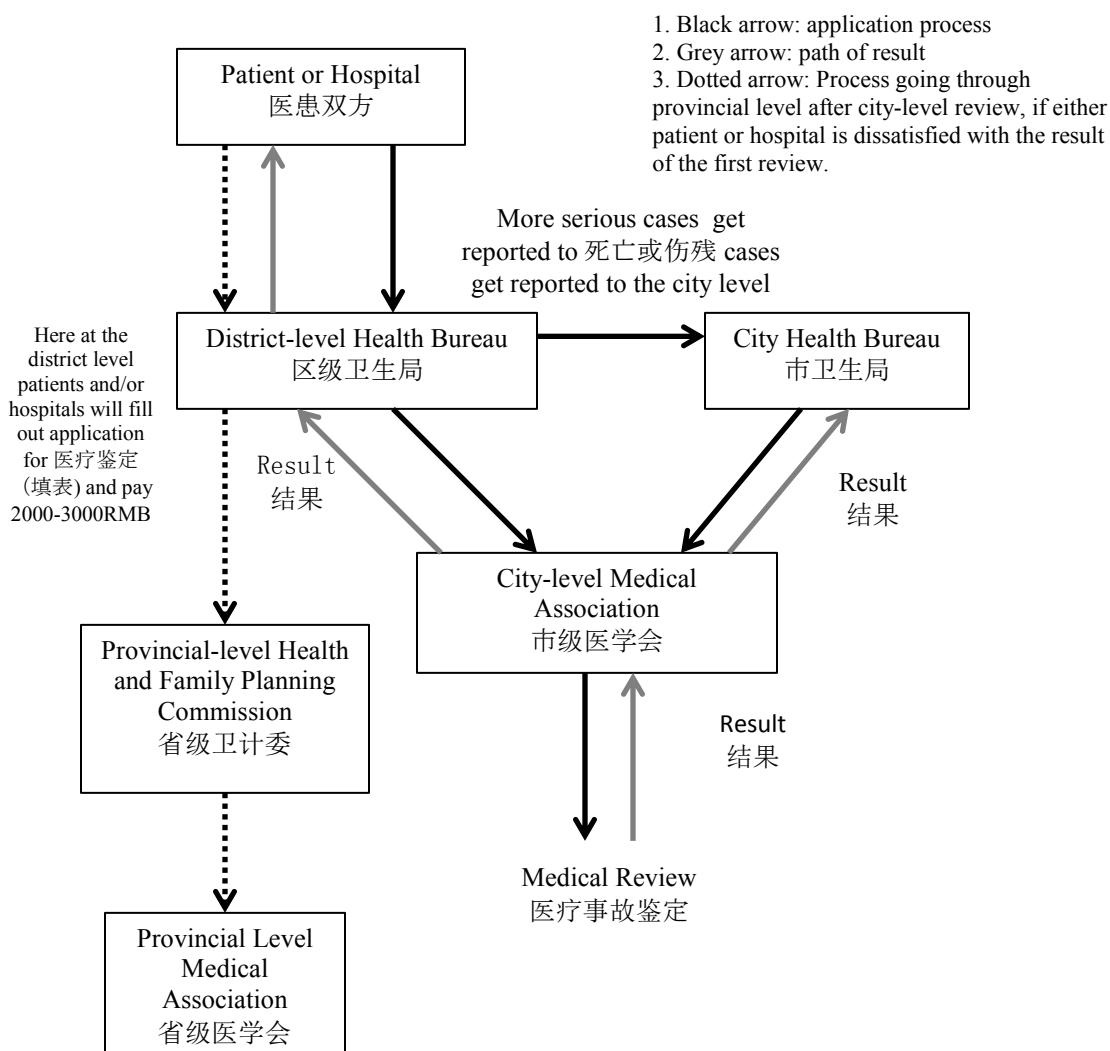 1. Black arrow: application process
2. Grey arrow: path of result
3. Dotted arrow: Process going through
provincial level after city-level review, if either
patient or hospital is dissatisfied with the result
of the first review.
Patient or Hospital
医患双方
More serious cases get
reported to 死亡或伤残 cases
get reported to the city level
Here at the
district level
patients and/or
hospitals will fill
out application
for 医疗鉴定
（填表) and pay
2000-3000RMB
District-level Health Bureau
区级卫生局
City Health Bureau
市卫生局
Result
结果
Result
结果
City-level Medical
Association
市级医学会
Provincial-level Health
and Family Planning
Commission
省级卫计委
Result
结果
Medical Review
医疗事故鉴定
Provincial Level
Medical
Association
省级医学会